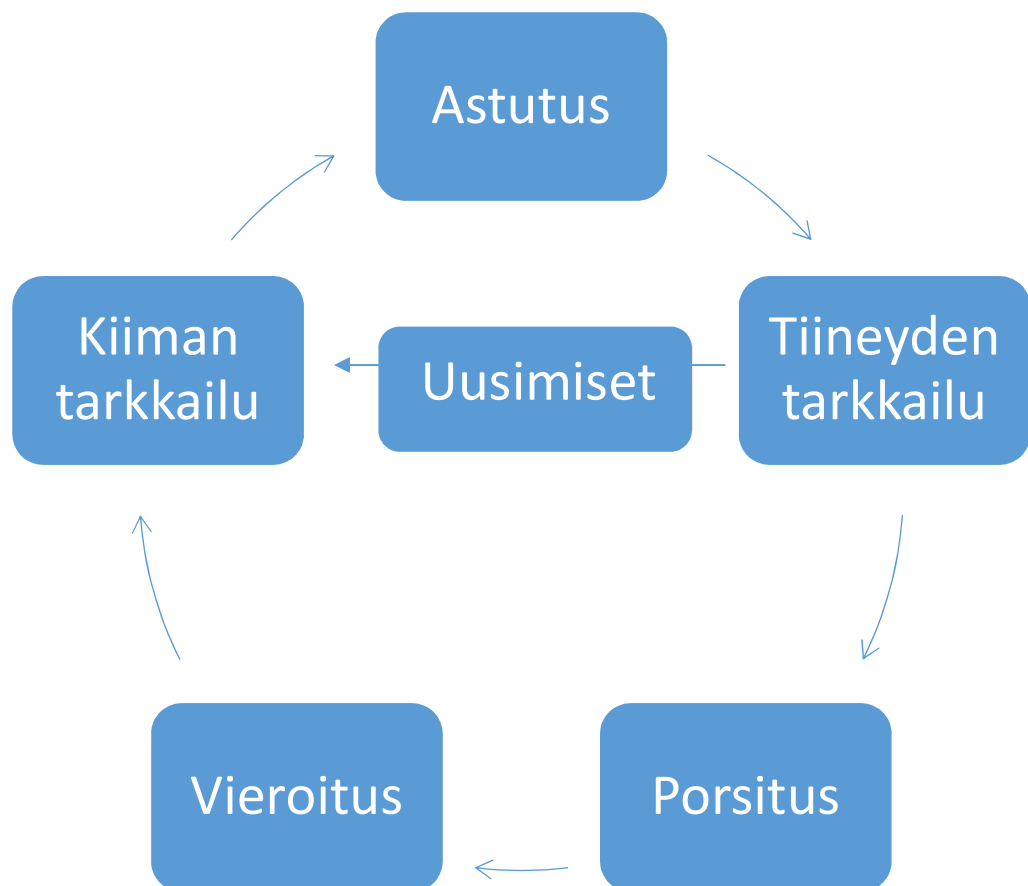 Astutus
Kiiman
tarkkailu
Uusimiset
Tiineyden
tarkkailu
Vieroitus
Porsitus